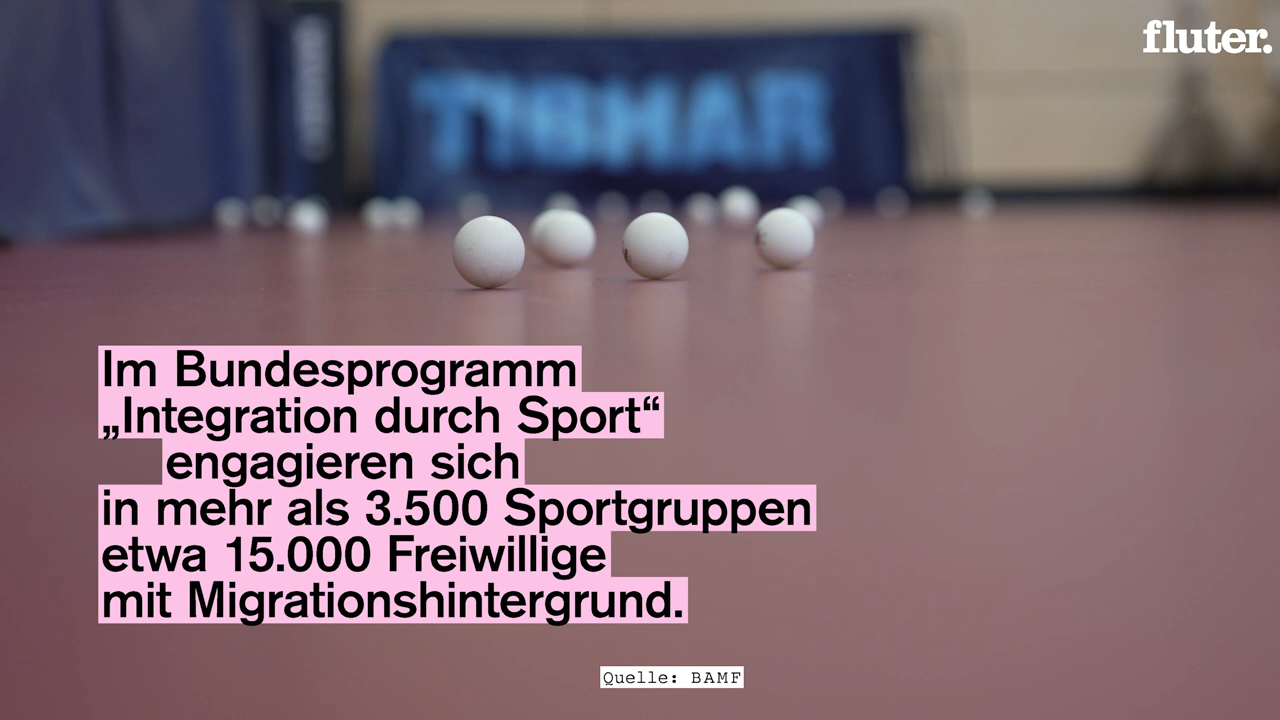 fluter.
TIBHAR
Im Bundesprogramm
„Integration durch Sport“
engagieren sich
in mehr als 3.500 Sportgruppen
etwa 15.000 Freiwillige
mit Migrationshintergrund.
Quelle: BAMF